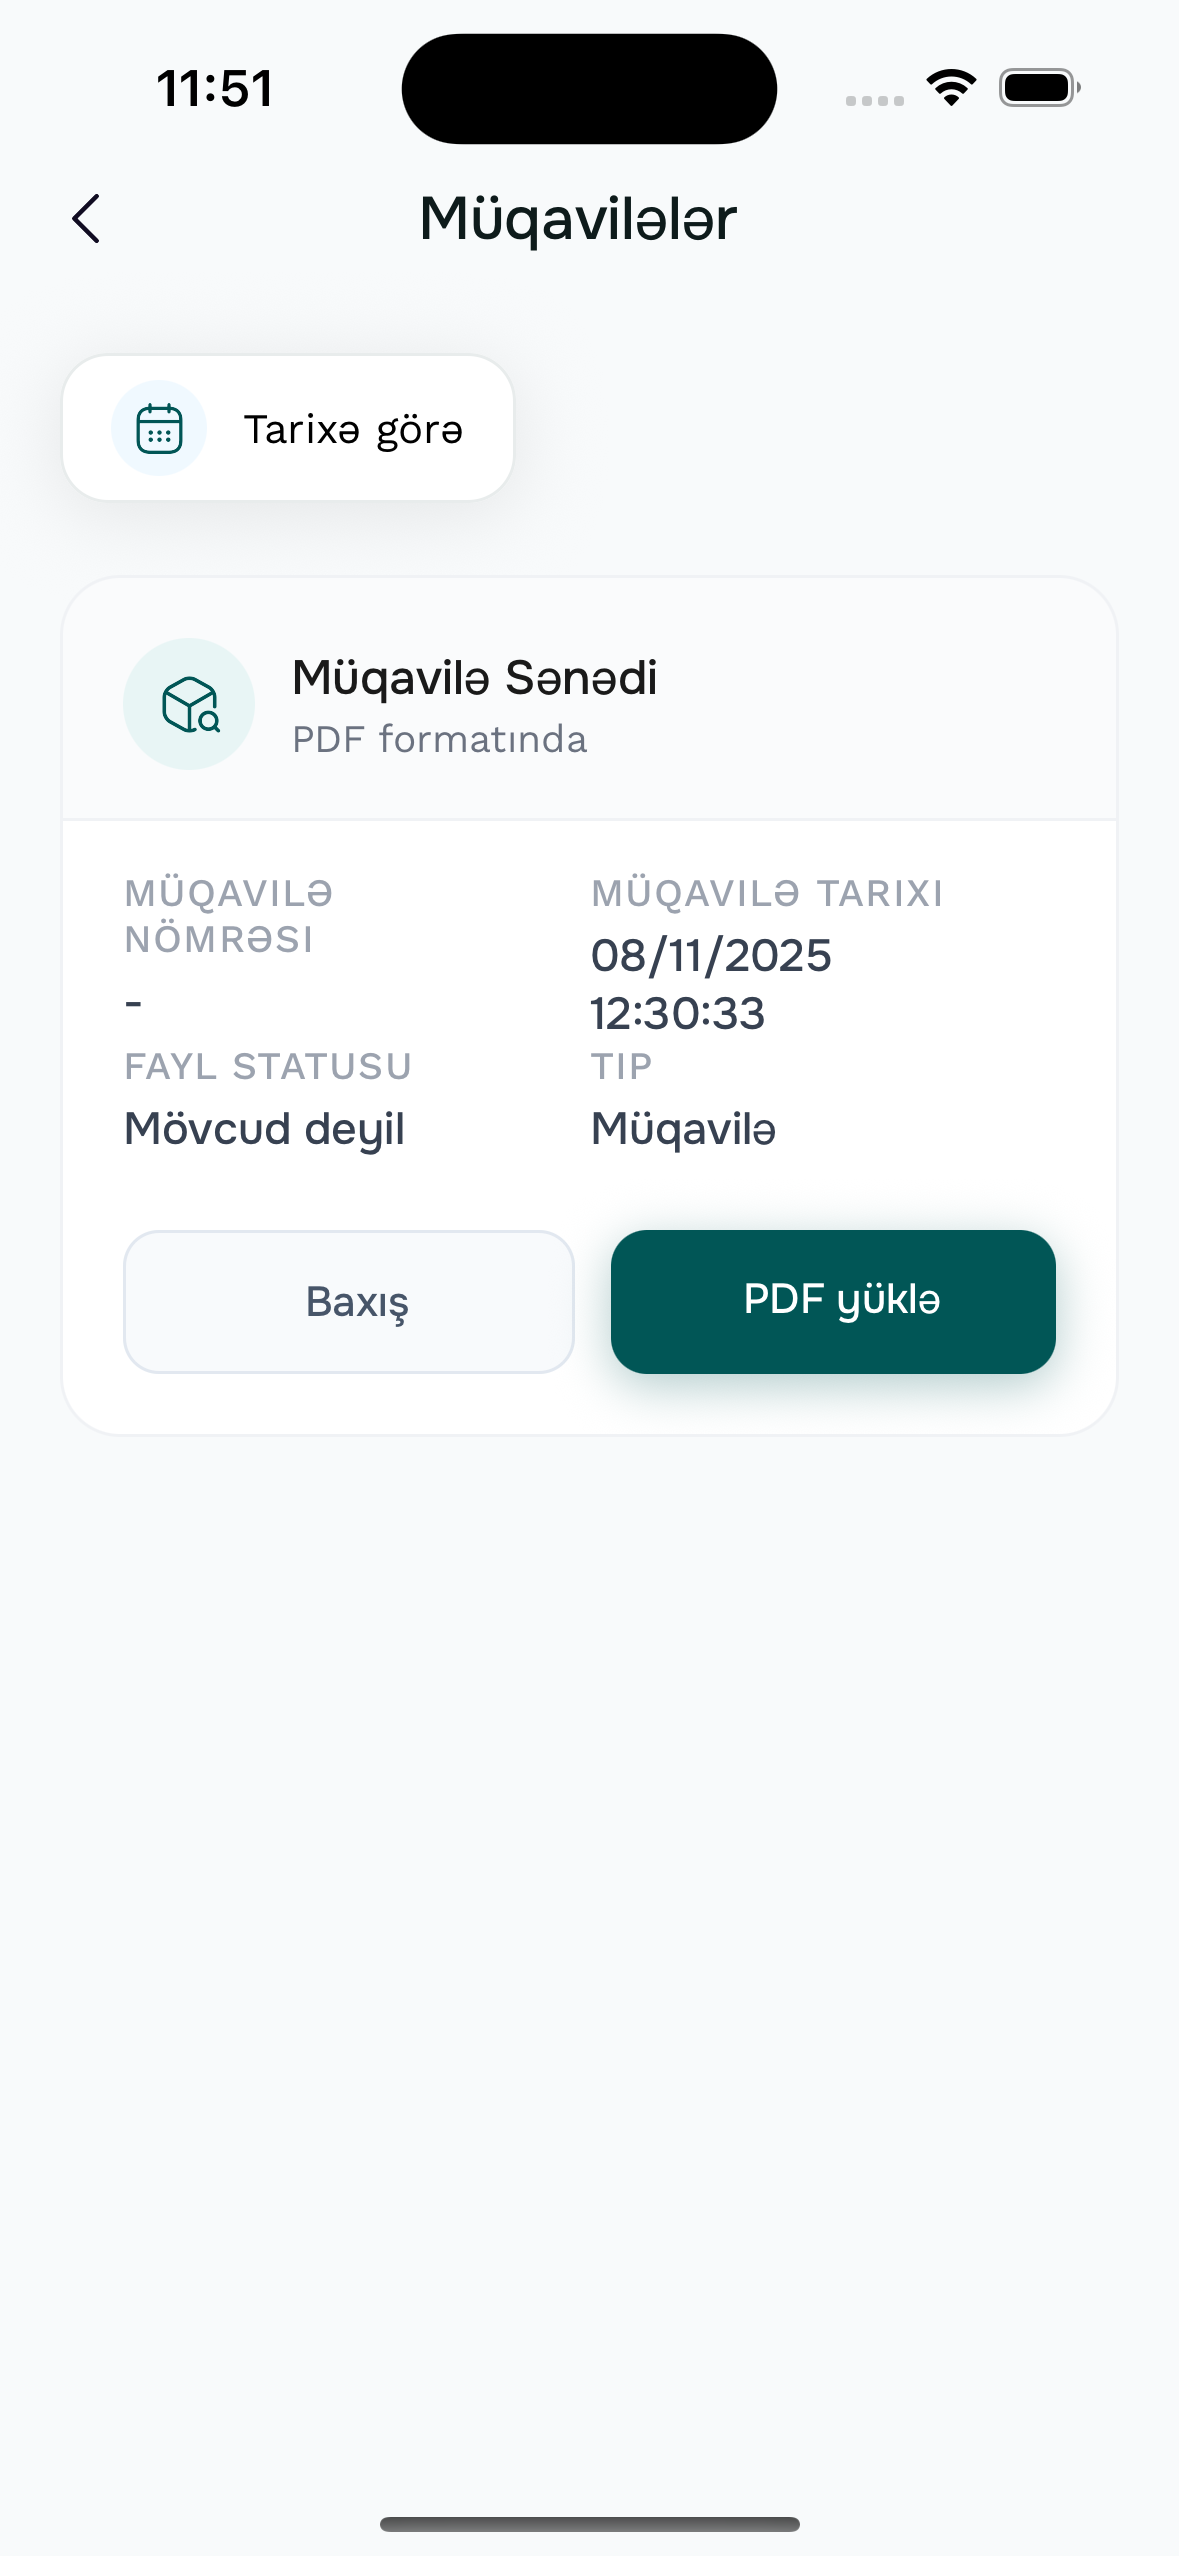 11:51
Müqavilələr
Tarixə görə
Müqavilə Sənədi
PDF formatında
MÜQAVILƏ
NÖMRƏSI
-
MÜQAVILƏ TARIXI
08/11/2025
12:30:33
FAYL STATUSU
Mövcud deyil
TIP
Müqavilə
Baxış
PDF yüklə